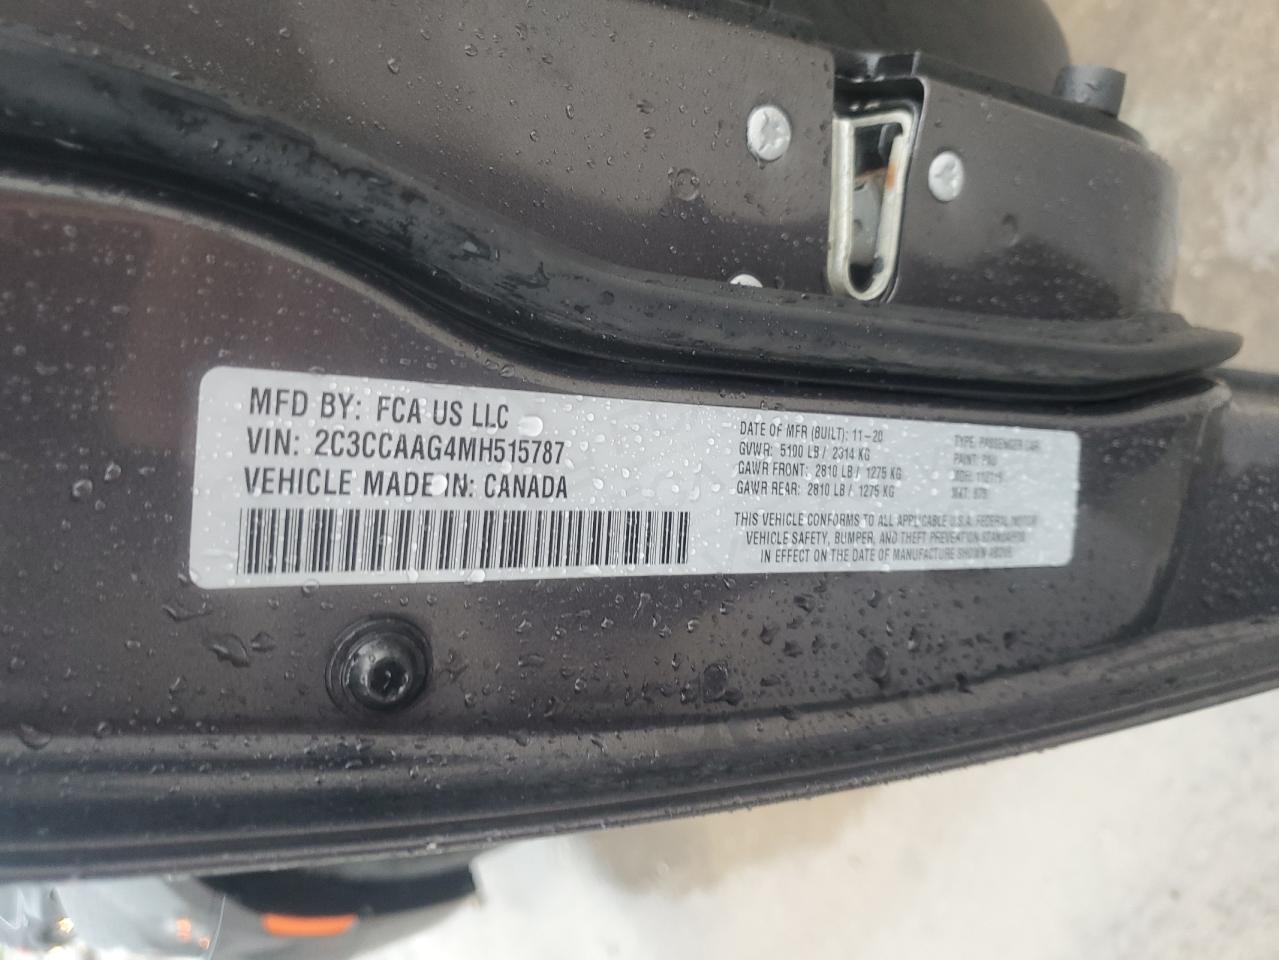 MFD BY: FCA US LLC
VIN: 2C3CCAAG4MH515787
VEHICLE MADE IN: CANADA
DATE OF MFR (BUILT): 11-20
GVWR: 5100 LB / 2314 KG
GAWR FRONT: 2810 LB / 1275 KG
GAWR REAR: 2810 LB / 1275 KG
TYPE: PASSENGER CAR
PAINT:
MDH:
THIS VEHICLE CONFORMS TO ALL APPLICABLE U.S.A. FEDERAL MOTOR
VEHICLE SAFETY, BUMPER, AND THEFT PREVENTION STANDARDS
IN EFFECT ON THE DATE OF MANUFACTURE SHOWN ABOVE.